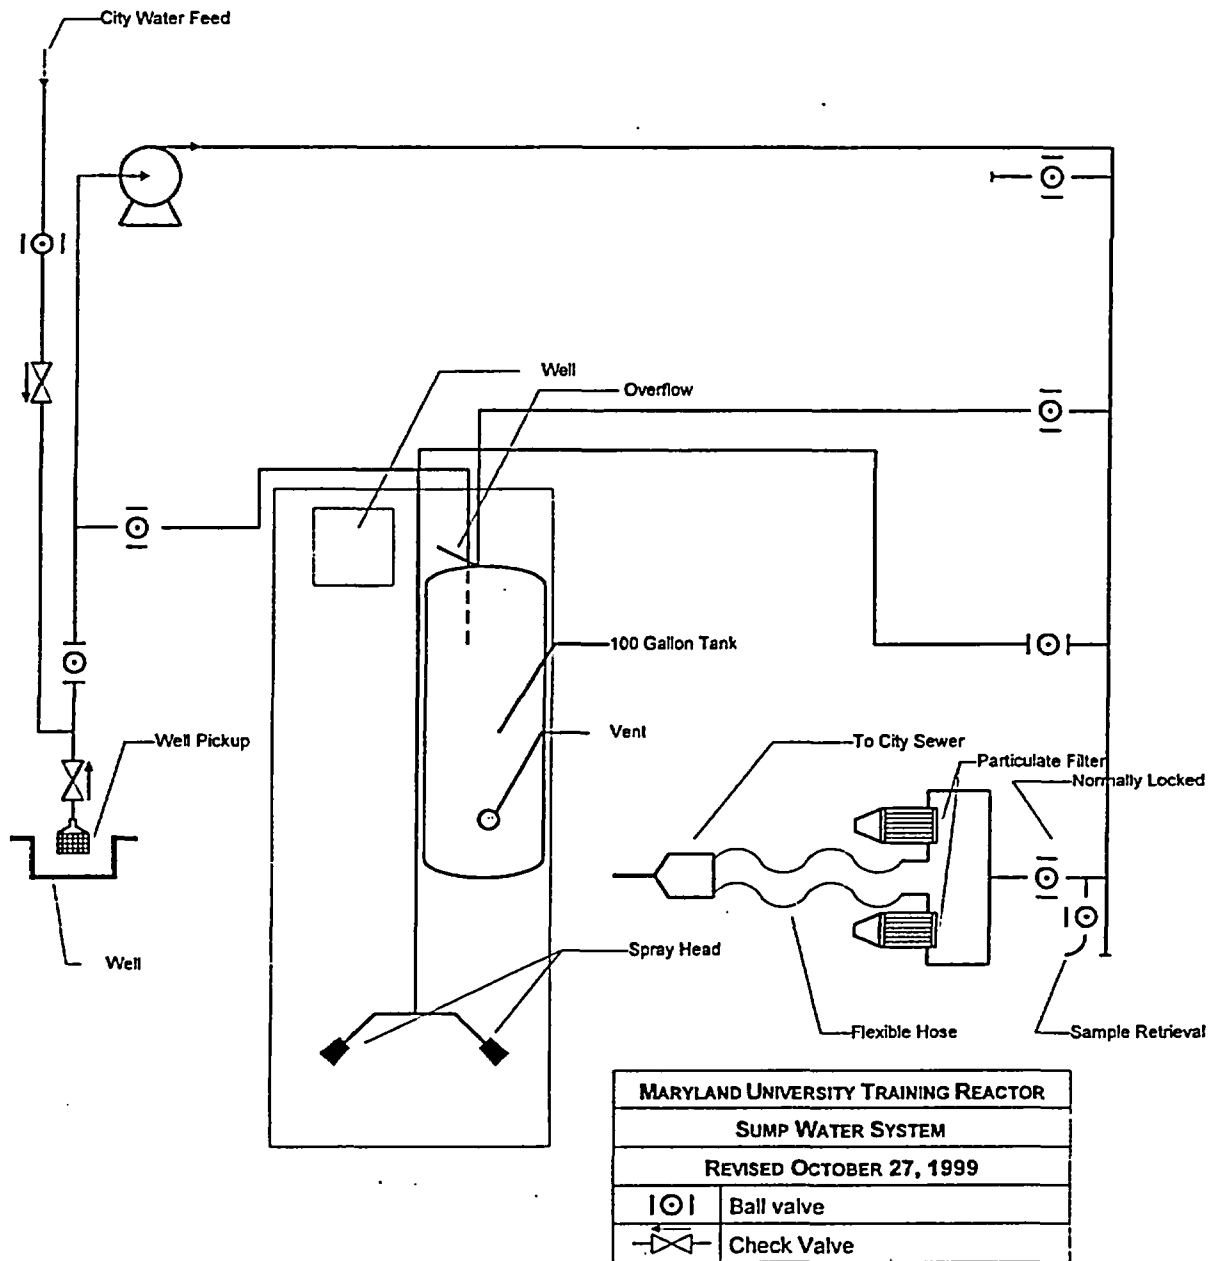 City Water Feed
Well
Overflow
100 Gallon Tank
Vent
Well Pickup
To City Sewer
Particulate Filter
Normally Locked
Well
Spray Head
Flexible Hose
Sample Retrieval
MARYLAND UNIVERSITY TRAINING REACTOR
SUMP WATER SYSTEM
REVISED OCTOBER 27, 1999
Ball valve
Check Valve